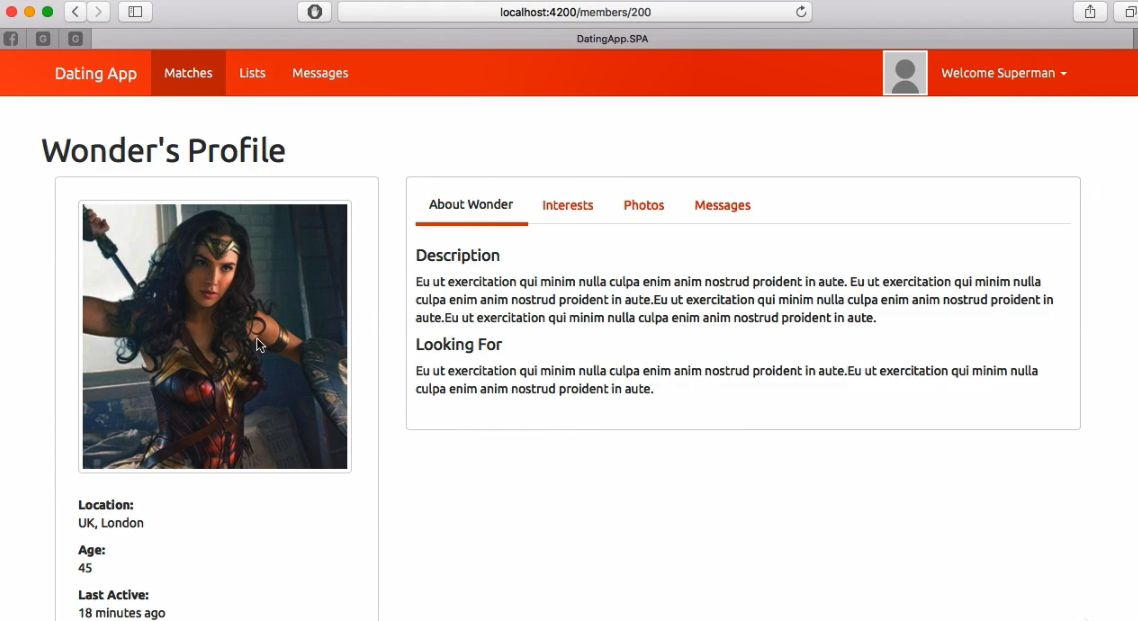 localhost:4200/members/200
G
G
DatingApp.SPA
Dating App
Matches
Lists
Messages
Welcome Superman
Wonder's Profile
About Wonder
Interests
Photos
Messages
Description
Eu ut exercitation qui minim nulla culpa enim anim nostrud proident in aute. Eu ut exercitation qui minim nulla
culpa enim anim nostrud proident in aute.Eu ut exercitation qui minim nulla culpa enim anim nostrud proident in
aute.Eu ut exercitation qui minim nulla culpa enim anim nostrud proident in aute.
Looking For
Eu ut exercitation qui minim nulla culpa enim anim nostrud proident in aute.Eu ut exercitation qui minim nulla
culpa enim anim nostrud proident in aute.
Location:
UK, London
Age:
45
Last Active:
18 minutes ago